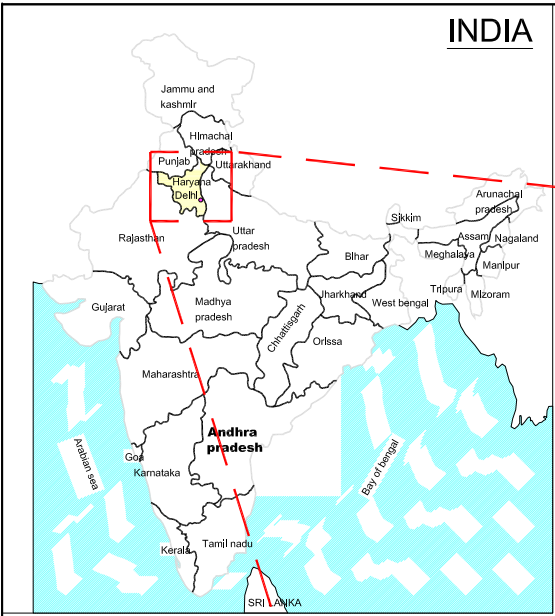 INDIA
Jammu and
kashmIr
HImachal
pradesh
Punjab
Uttarakhand
Haryana
DelhI
Arunachal
pradesh
SIkkIm
Assam
Nagaland
Meghalaya
ManIpur
TrIpura
MIzoram
Rajasthan
Uttar
pradesh
BIhar
Jharkhand
West bengal
Gujarat
Madhya
pradesh
Chhattisgarh
OrIssa
Maharashtra
Andhra
pradesh
Goa
Karnataka
Arabian sea
Bay of bengal
Kerala
TamIl nadu
SRI LANKA